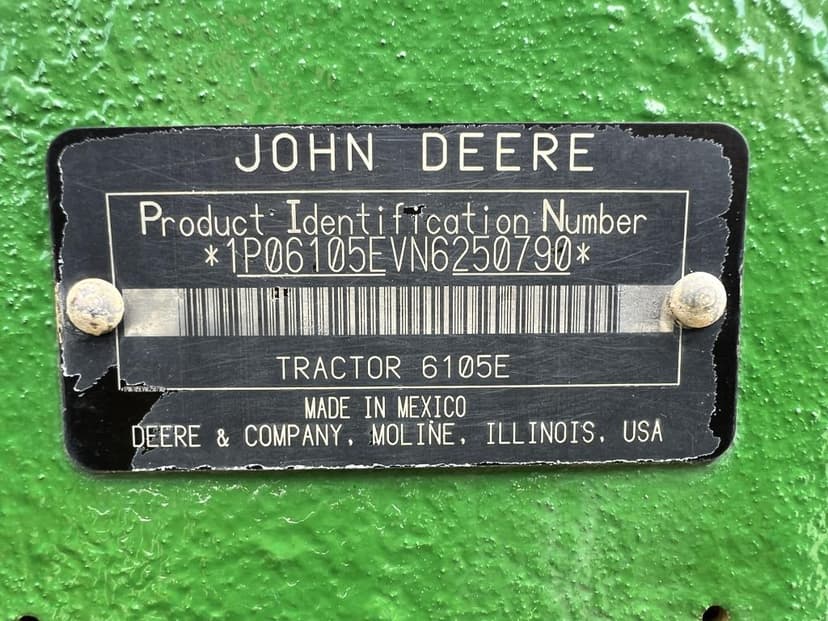 JOHN DEERE
Product Identification Number
*1P06105EVN6250790*
TRACTOR 6105E
MADE IN MEXICO
DEERE & COMPANY, MOLINE, ILLINOIS, USA